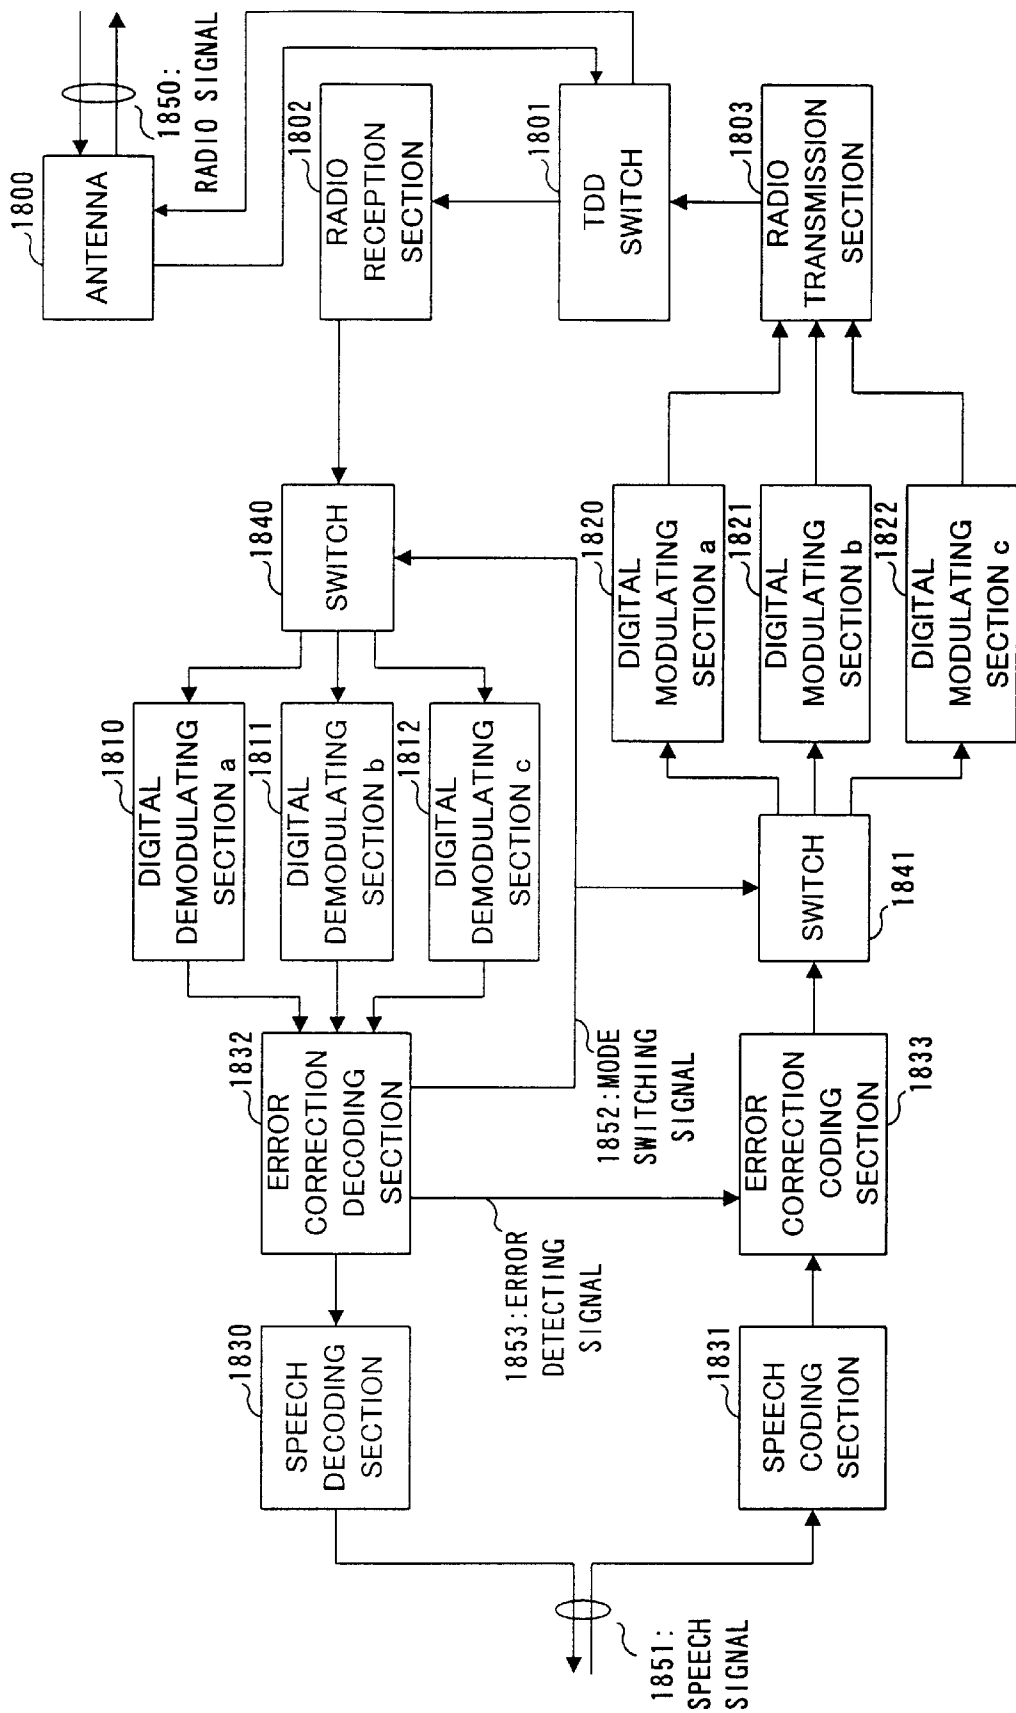 1800
ANTENNA
1850:
RADIO SIGNAL
1802
RADIO
RECEPTION
SECTION
1801
TDD
SWITCH
1803
RADIO
TRANSMISSION
SECTION
1840
SWITCH
1810
DIGITAL
DEMODULATING
SECTION a
1811
DIGITAL
DEMODULATING
SECTION b
1812
DIGITAL
DEMODULATING
SECTION c
1820
DIGITAL
MODULATING
SECTION a
1821
DIGITAL
MODULATING
SECTION b
1822
DIGITAL
MODULATING
SECTION c
SWITCH
1841
1832
ERROR
CORRECTION
DECODING
SECTION
1852:MODE
SWITCHING
SIGNAL
ERROR
CORRECTION
CODING
SECTION
1833
1853:ERROR
DETECTING
SIGNAL
1830
SPEECH
DECODING
SECTION
1831
SPEECH
CODING
SECTION
1851:
SPEECH
SIGNAL